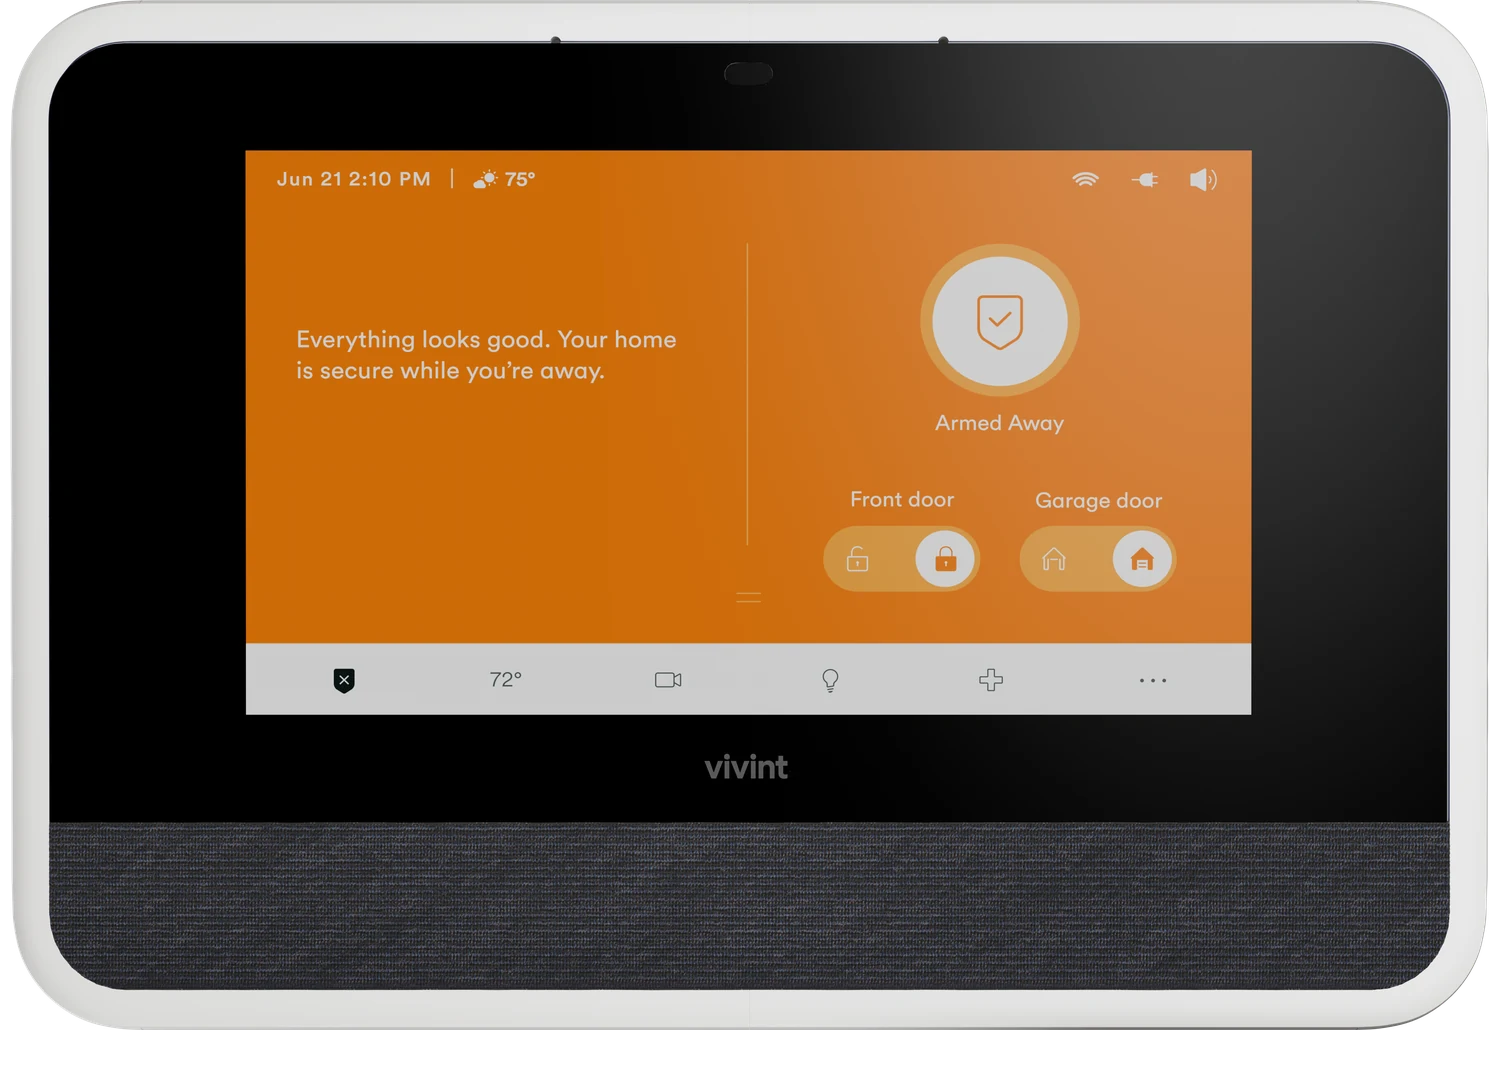 Jun 21 2:10 PM | 75°
Everything looks good. Your home
is secure while you're away.
Armed Away
Front door
Garage door
72°
vivint